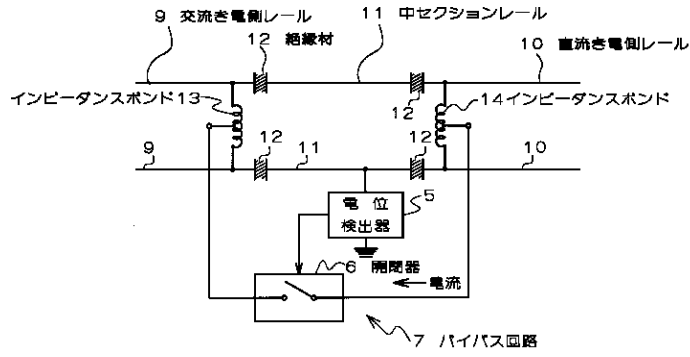 9 交流き電側レール
11 中セクションレール
12 絶縁材
10 直流き電側レール
インピーダンスボンド13
12
14インピーダンスボンド
9
12
11
12
10
電位
検出器
5
6 開閉器
電流
7 バイパス回路